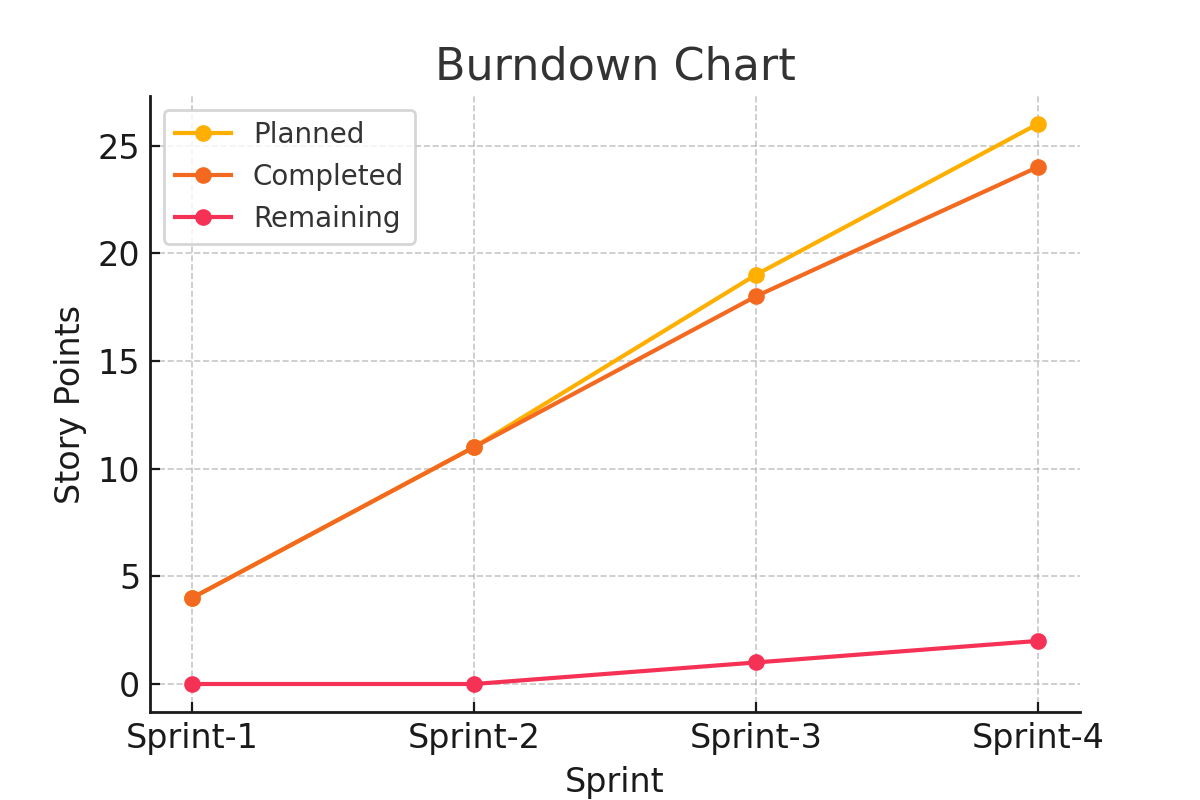 Burndown Chart
Planned
Completed
Remaining
25
20
15
10
5
0
Story Points
Sprint-1 Sprint-2 Sprint-3 Sprint-4
Sprint